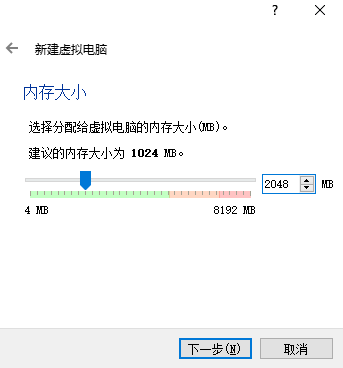 新建虚拟电脑
内存大小
选择分配给虚拟电脑的内存大小(MB)。
建议的内存大小为 1024 MB。
2048 MB
4 MB 8192 MB
下一步(N) 取消